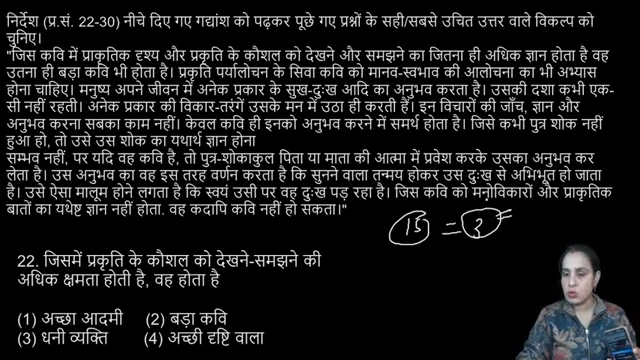 निर्देश (प्र.सं. 22-30) नीचे दिए गए गद्यांश को पढ़कर पूछे गए प्रश्नों के सही/सबसे उचित उत्तर वाले विकल्प को
चुनिए।
"जिस कवि में प्राकृतिक दृश्य और प्रकृति के कौशल को देखने और समझने का जितना ही अधिक ज्ञान होता है वह
उतना ही बड़ा कवि भी होता है। प्रकृति पर्यालोचन के सिवा कवि को मानव-स्वभाव की आलोचना का भी अभ्यास
होना चाहिए। मनुष्य अपने जीवन में अनेक प्रकार के सुख-दुःख आदि का अनुभव करता है। उसकी दशा कभी एक-
सी नहीं रहती। अनेक प्रकार की विकार-तरंगें उसके मन में उठा ही करती हैं। इन विचारों की जाँच, ज्ञान और
अनुभव करना सबका काम नहीं। केवल कवि ही इनको अनुभव करने में समर्थ होता है। जिसे कभी पुत्र शोक नहीं
हुआ हो, तो उसे उस शोक का यथार्थ ज्ञान होना
सम्भव नहीं, पर यदि वह कवि है, तो पुत्र-शोकाकुल पिता या माता की आत्मा में प्रवेश करके उसका अनुभव कर
लेता है। उस अनुभव का वह इस तरह वर्णन करता है कि सुनने वाला तन्मय होकर उस दुःख से अभिभूत हो जाता
है। उसे ऐसा मालूम होने लगता है कि स्वयं उसी पर वह दुःख पड़ रहा है। जिस कवि को मनोविकारों और प्राकृतिक
बातों का यथेष्ट ज्ञान नहीं होता. वह कदापि कवि नहीं हो सकता।"
15 = 3
22. जिसमें प्रकृति के कौशल को देखने-समझने की
अधिक क्षमता होती है, वह होता है
(1) अच्छा आदमी (2) बड़ा कवि
(3) धनी व्यक्ति (4) अच्छी दृष्टि वाला